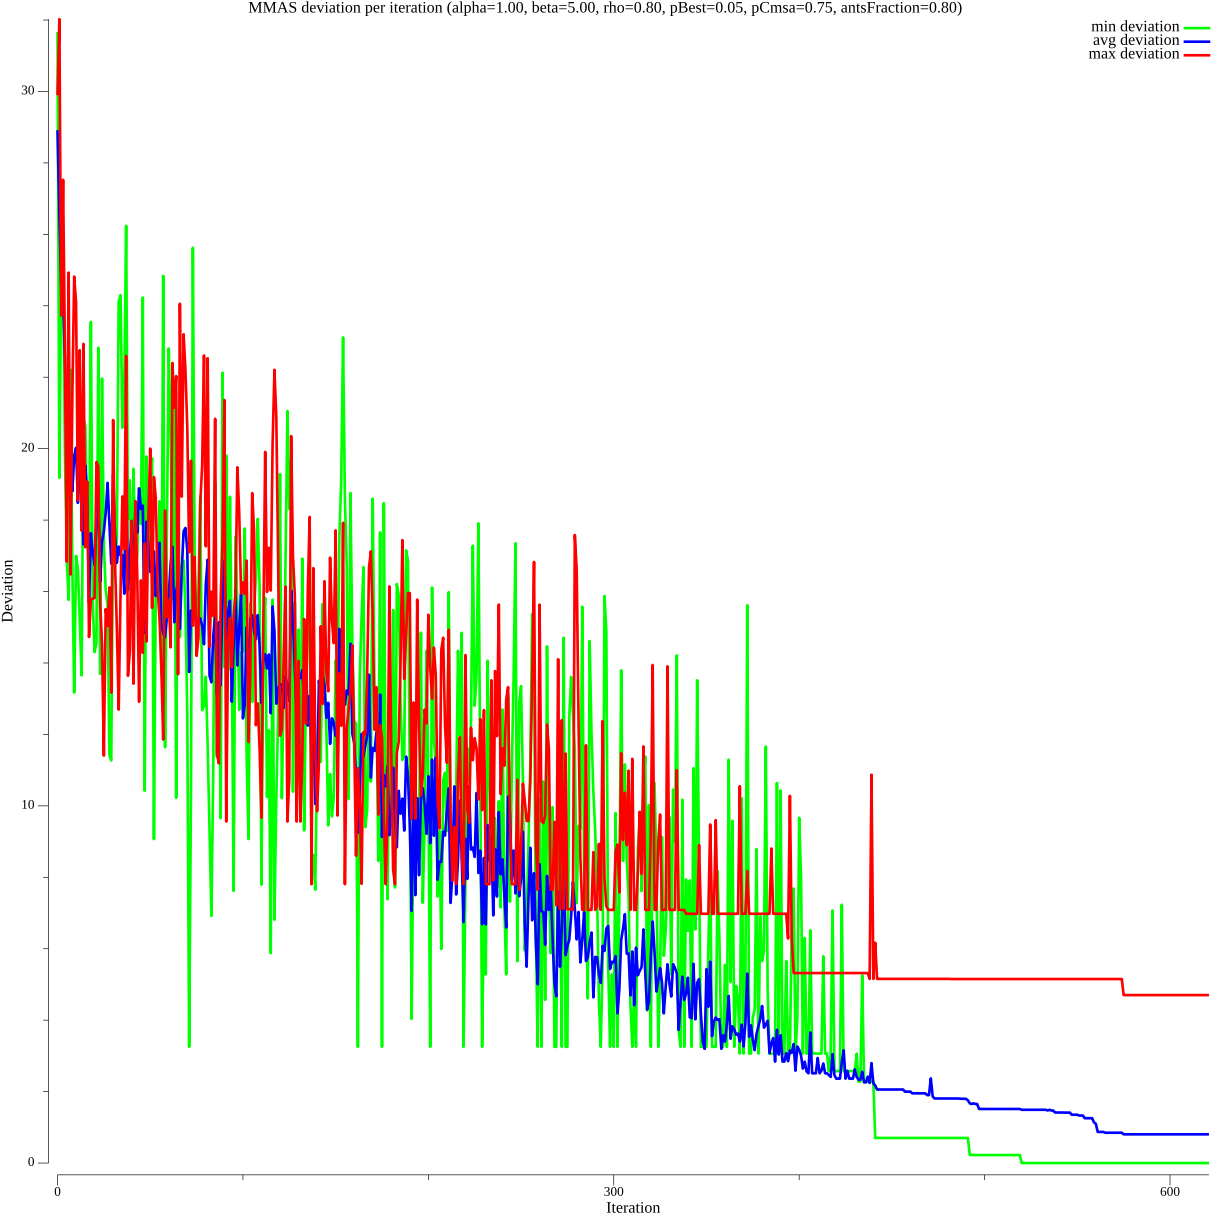 MMAS deviation per iteration (alpha=1.00, beta=5.00, rho=0.80, pBest=0.05, pCmsa=0.75, antsFraction=0.80)
min deviation
avg deviation
max deviation
30
20
10
0
Deviation
0
300
600
Iteration